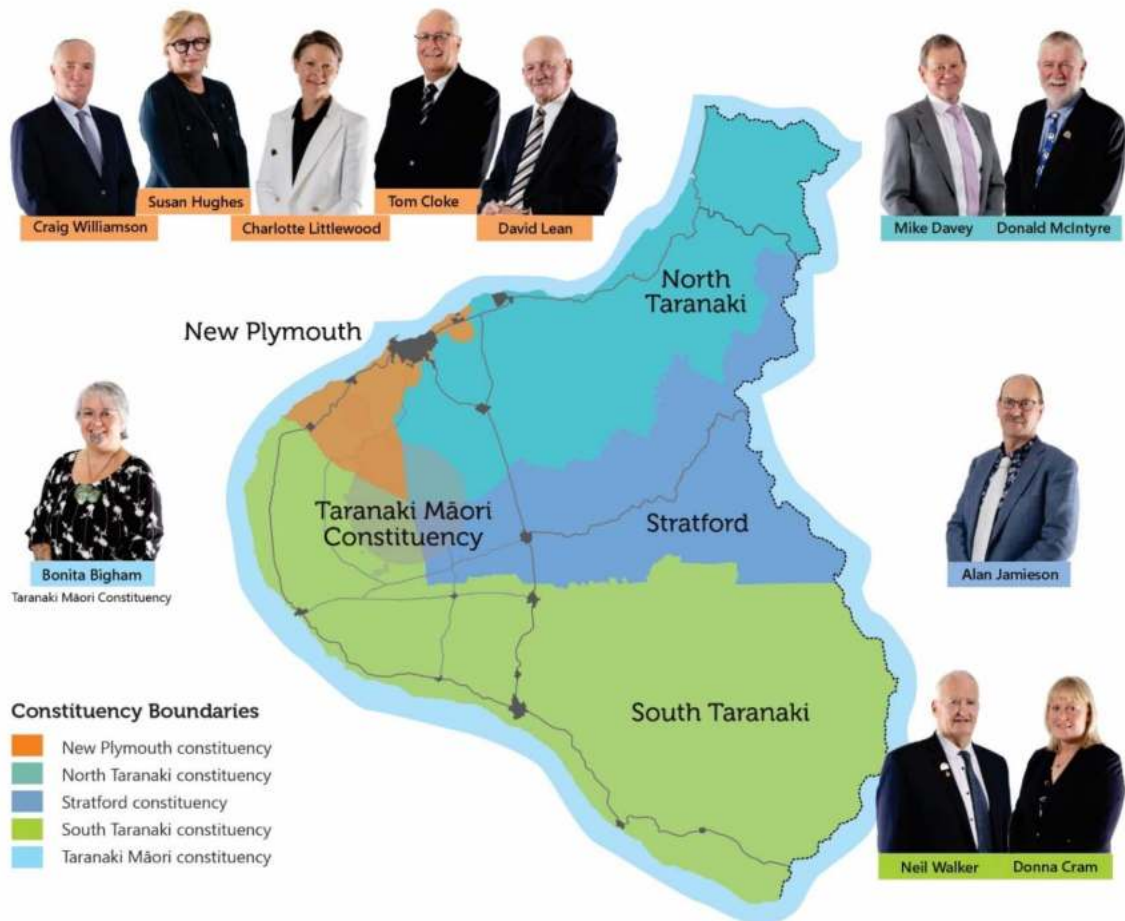 Susan Hughes
Tom Cloke
Craig Williamson
Charlotte Littlewood
David Lean
Mike Davey
Donald McIntyre
North
Taranaki
New Plymouth
Taranaki Māori
Constituency
Stratford
Bonita Bigham
Taranaki Māori Constituency
Alan Jamieson
South Taranaki
Constituency Boundaries
New Plymouth constituency
North Taranaki constituency
Stratford constituency
South Taranaki constituency
Taranaki Māori constituency
Neil Walker
Donna Cram